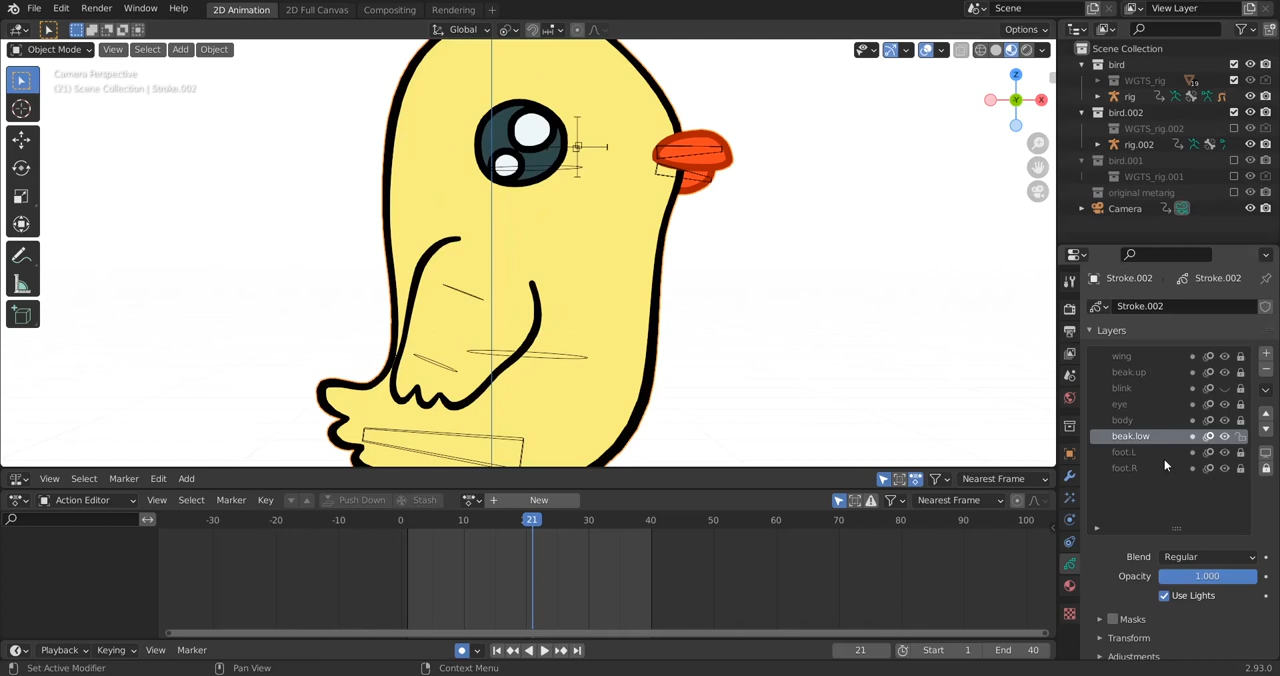 File Edit Render Window Help 2D Animation 2D Full Canvas Compositing Rendering + Scene View Layer
Global Options
Object Mode View Select Add Object
Camera Perspective
(21) Scene Collection | Stroke.002
Z
Y
X
Scene Collection
bird
WGTS_rig 19
rig
bird.002
WGTS_rig.002
rig.002
bird.001
WGTS_rig.001
original metang
Camera
Stroke.002 Stroke.002
Stroke.002
Layers
wing
beak.up
blink
eye
body
beak.low
foot.L
foot.R
Blend Regular
Opacity 1.000
Use Lights
Masks
Transform
Adjustments
View Select Marker Edit Add Nearest Frame
Action Editor View Select Marker Key Push Down Stash New Nearest Frame
-30 -20 -10 0 10 21 30 40 50 60 70 80 90 100
Playback Keying View Marker 21 Start 1 End 40
Set Active Modifier Pan View Context Menu 2.93.0